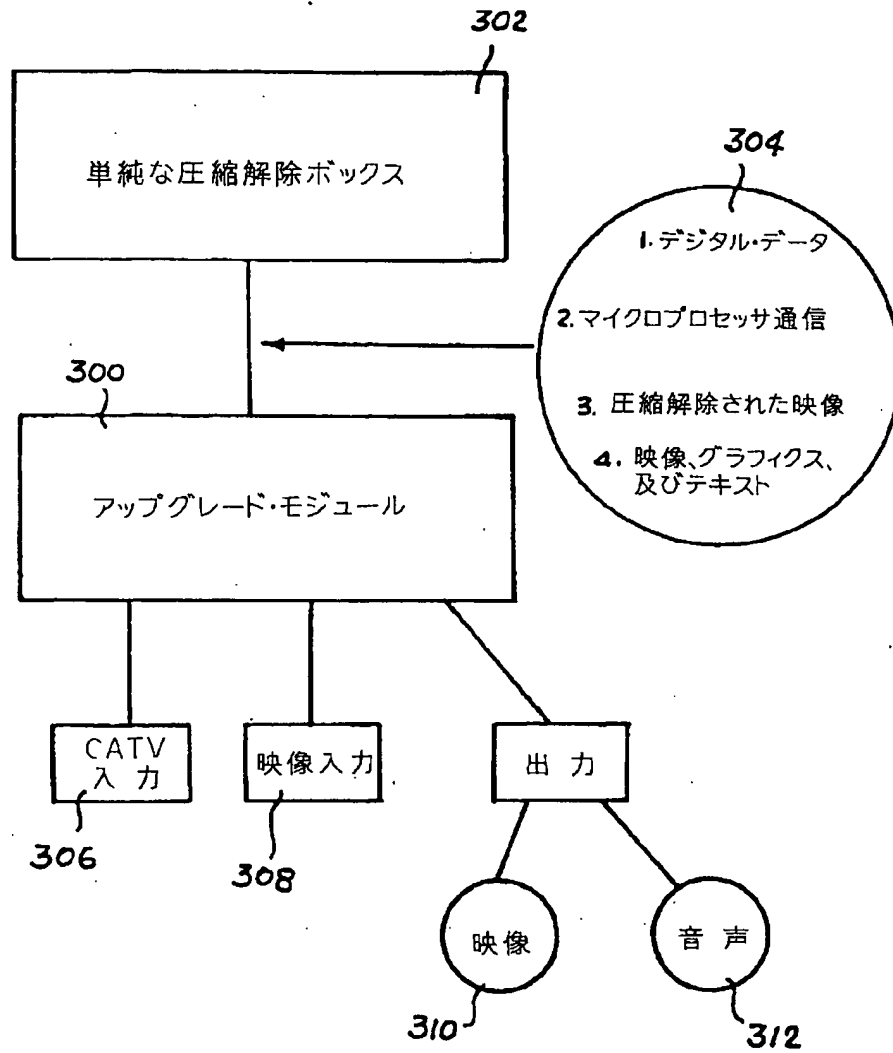 302
単純な圧縮解除ボックス
304
1.デジタル・データ
2.マイクロプロセッサ通信
3. 圧縮解除された映像
4. 映像、グラフィクス、
及びテキスト
300
アップグレード・モジュール
CATV
入力
映像入力
出力
306
308
映像
音声
310
312